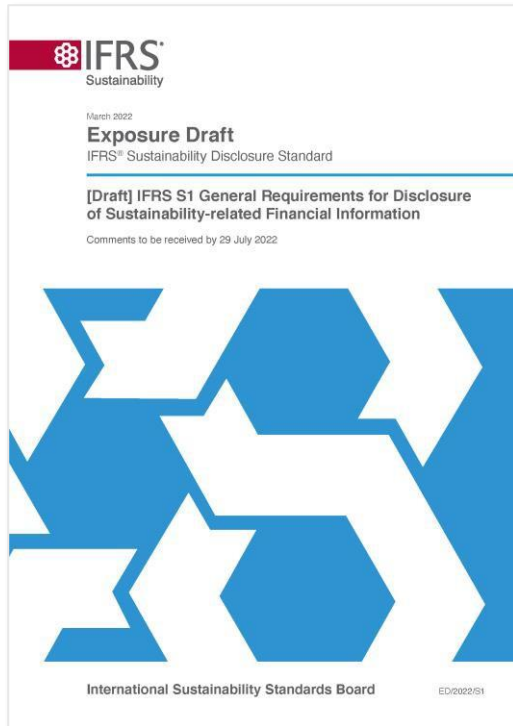 IFRS®
Sustainability
March 2022
Exposure Draft
IFRS® Sustainability Disclosure Standard
[Draft] IFRS S1 General Requirements for Disclosure
of Sustainability-related Financial Information
Comments to be received by 29 July 2022
International Sustainability Standards Board
ED/2022/S1